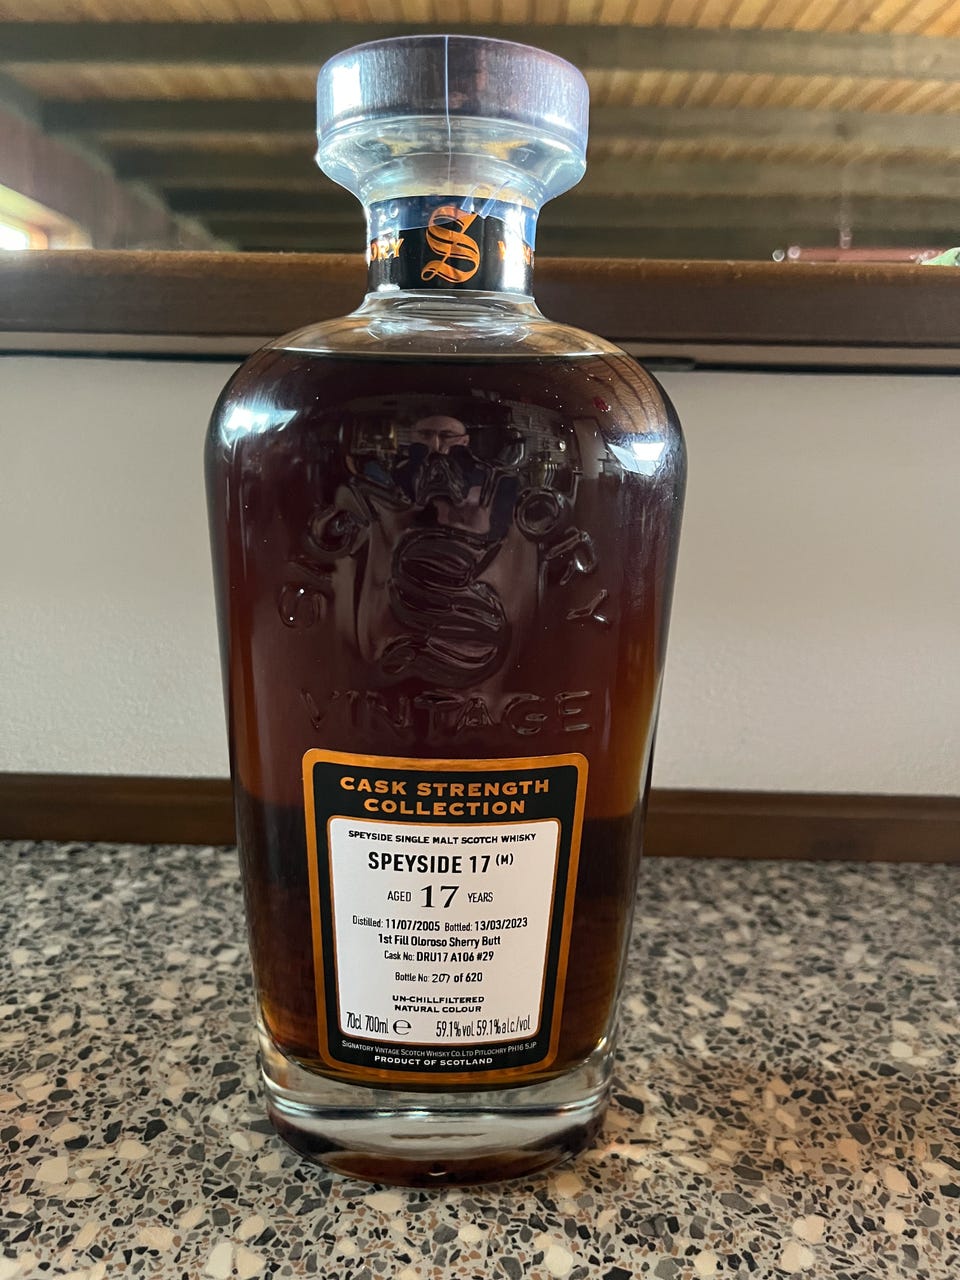 ORY S VINT
SIGNATORY
S
VINTAGE
CASK STRENGTH
COLLECTION
SPEYSIDE SINGLE MALT SCOTCH WHISKY
SPEYSIDE 17 (M)
AGED 17 YEARS
Distilled: 11/07/2005 Bottled: 13/03/2023
1st Fill Oloroso Sherry Butt
Cask No: DRU17 A106 #29
Bottle No: 207 of 620
UN-CHILLFILTERED
NATURAL COLOUR
70cl 700ml e 59.1%vol 59.1%alc/vol
SIGNATORY VINTAGE SCOTCH WHISKY CO. LTD PITLOCHRY PH16 5JP
PRODUCT OF SCOTLAND